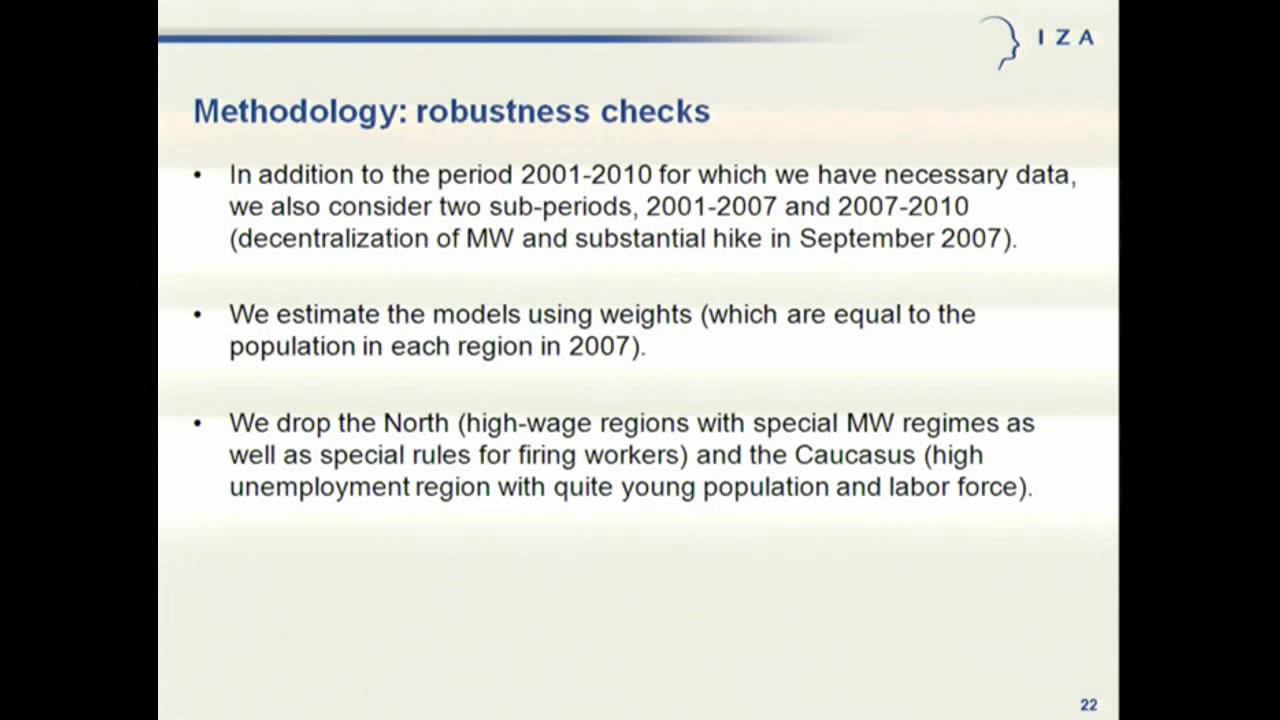 IZA
Methodology: robustness checks
• In addition to the period 2001-2010 for which we have necessary data,
we also consider two sub-periods, 2001-2007 and 2007-2010
(decentralization of MW and substantial hike in September 2007).
• We estimate the models using weights (which are equal to the
population in each region in 2007).
• We drop the North (high-wage regions with special MW regimes as
well as special rules for firing workers) and the Caucasus (high
unemployment region with quite young population and labor force).
22